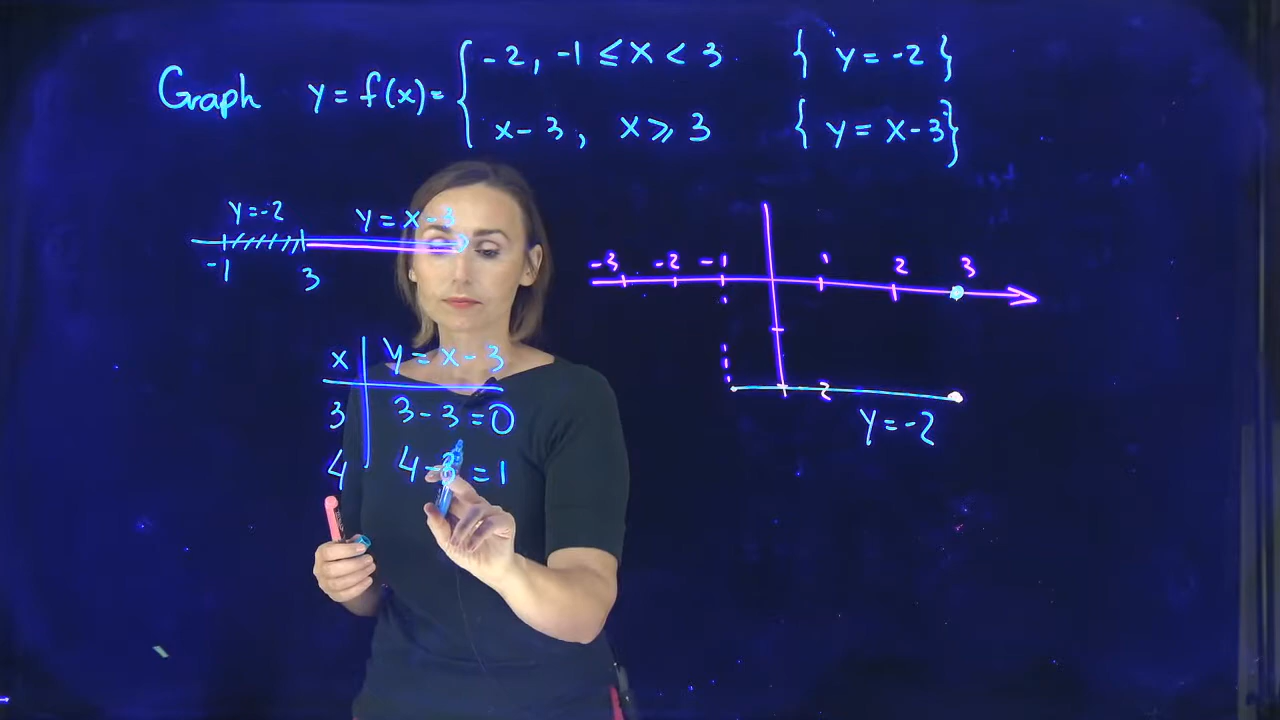 Graph y = f(x) = { -2, -1 ≤ x < 3 { y = -2 }
x - 3, x ≥ 3 { y = x - 3 }
y = -2 y = x - 3
-1 3
-3 -2 -1 1 2 3
x y = x - 3
3 3 - 3 = 0
4 4 - 3 = 1
2
y = -2